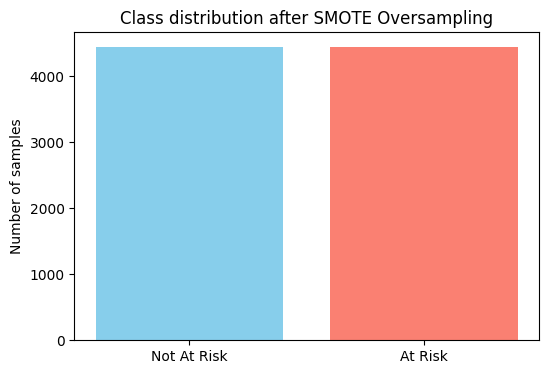 Class distribution after SMOTE Oversampling
Number of samples
4000
3000
2000
1000
0
Not At Risk
At Risk